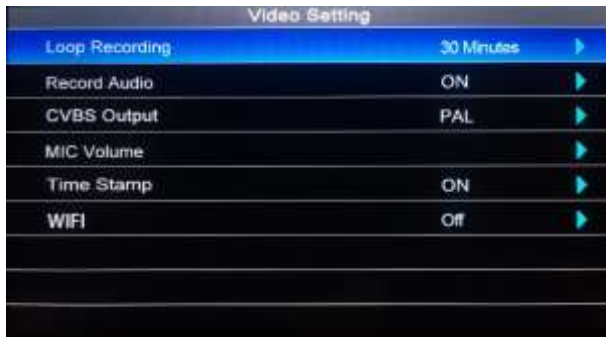 Video Setting
Loop Recording 30 Minutes
Record Audio ON
CVBS Output PAL
MIC Volume
Time Stamp ON
WIFI Off